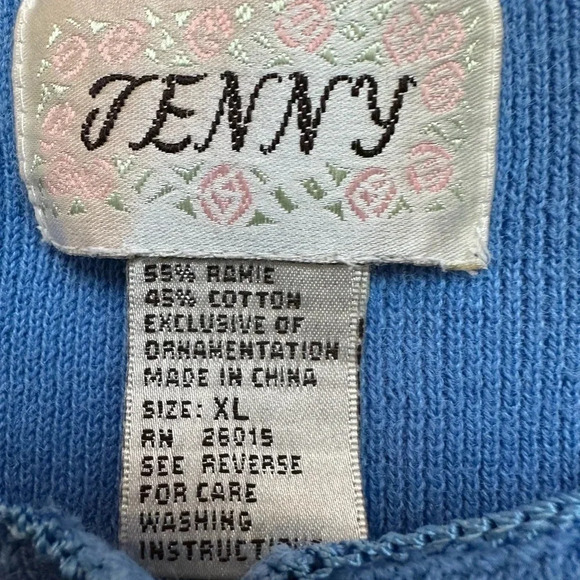 JENNY
55% RAMIE
45% COTTON
EXCLUSIVE OF
ORNAMENTATION
MADE IN CHINA
SIZE: XL
RN 26015
SEE REVERSE
FOR CARE
WASHING